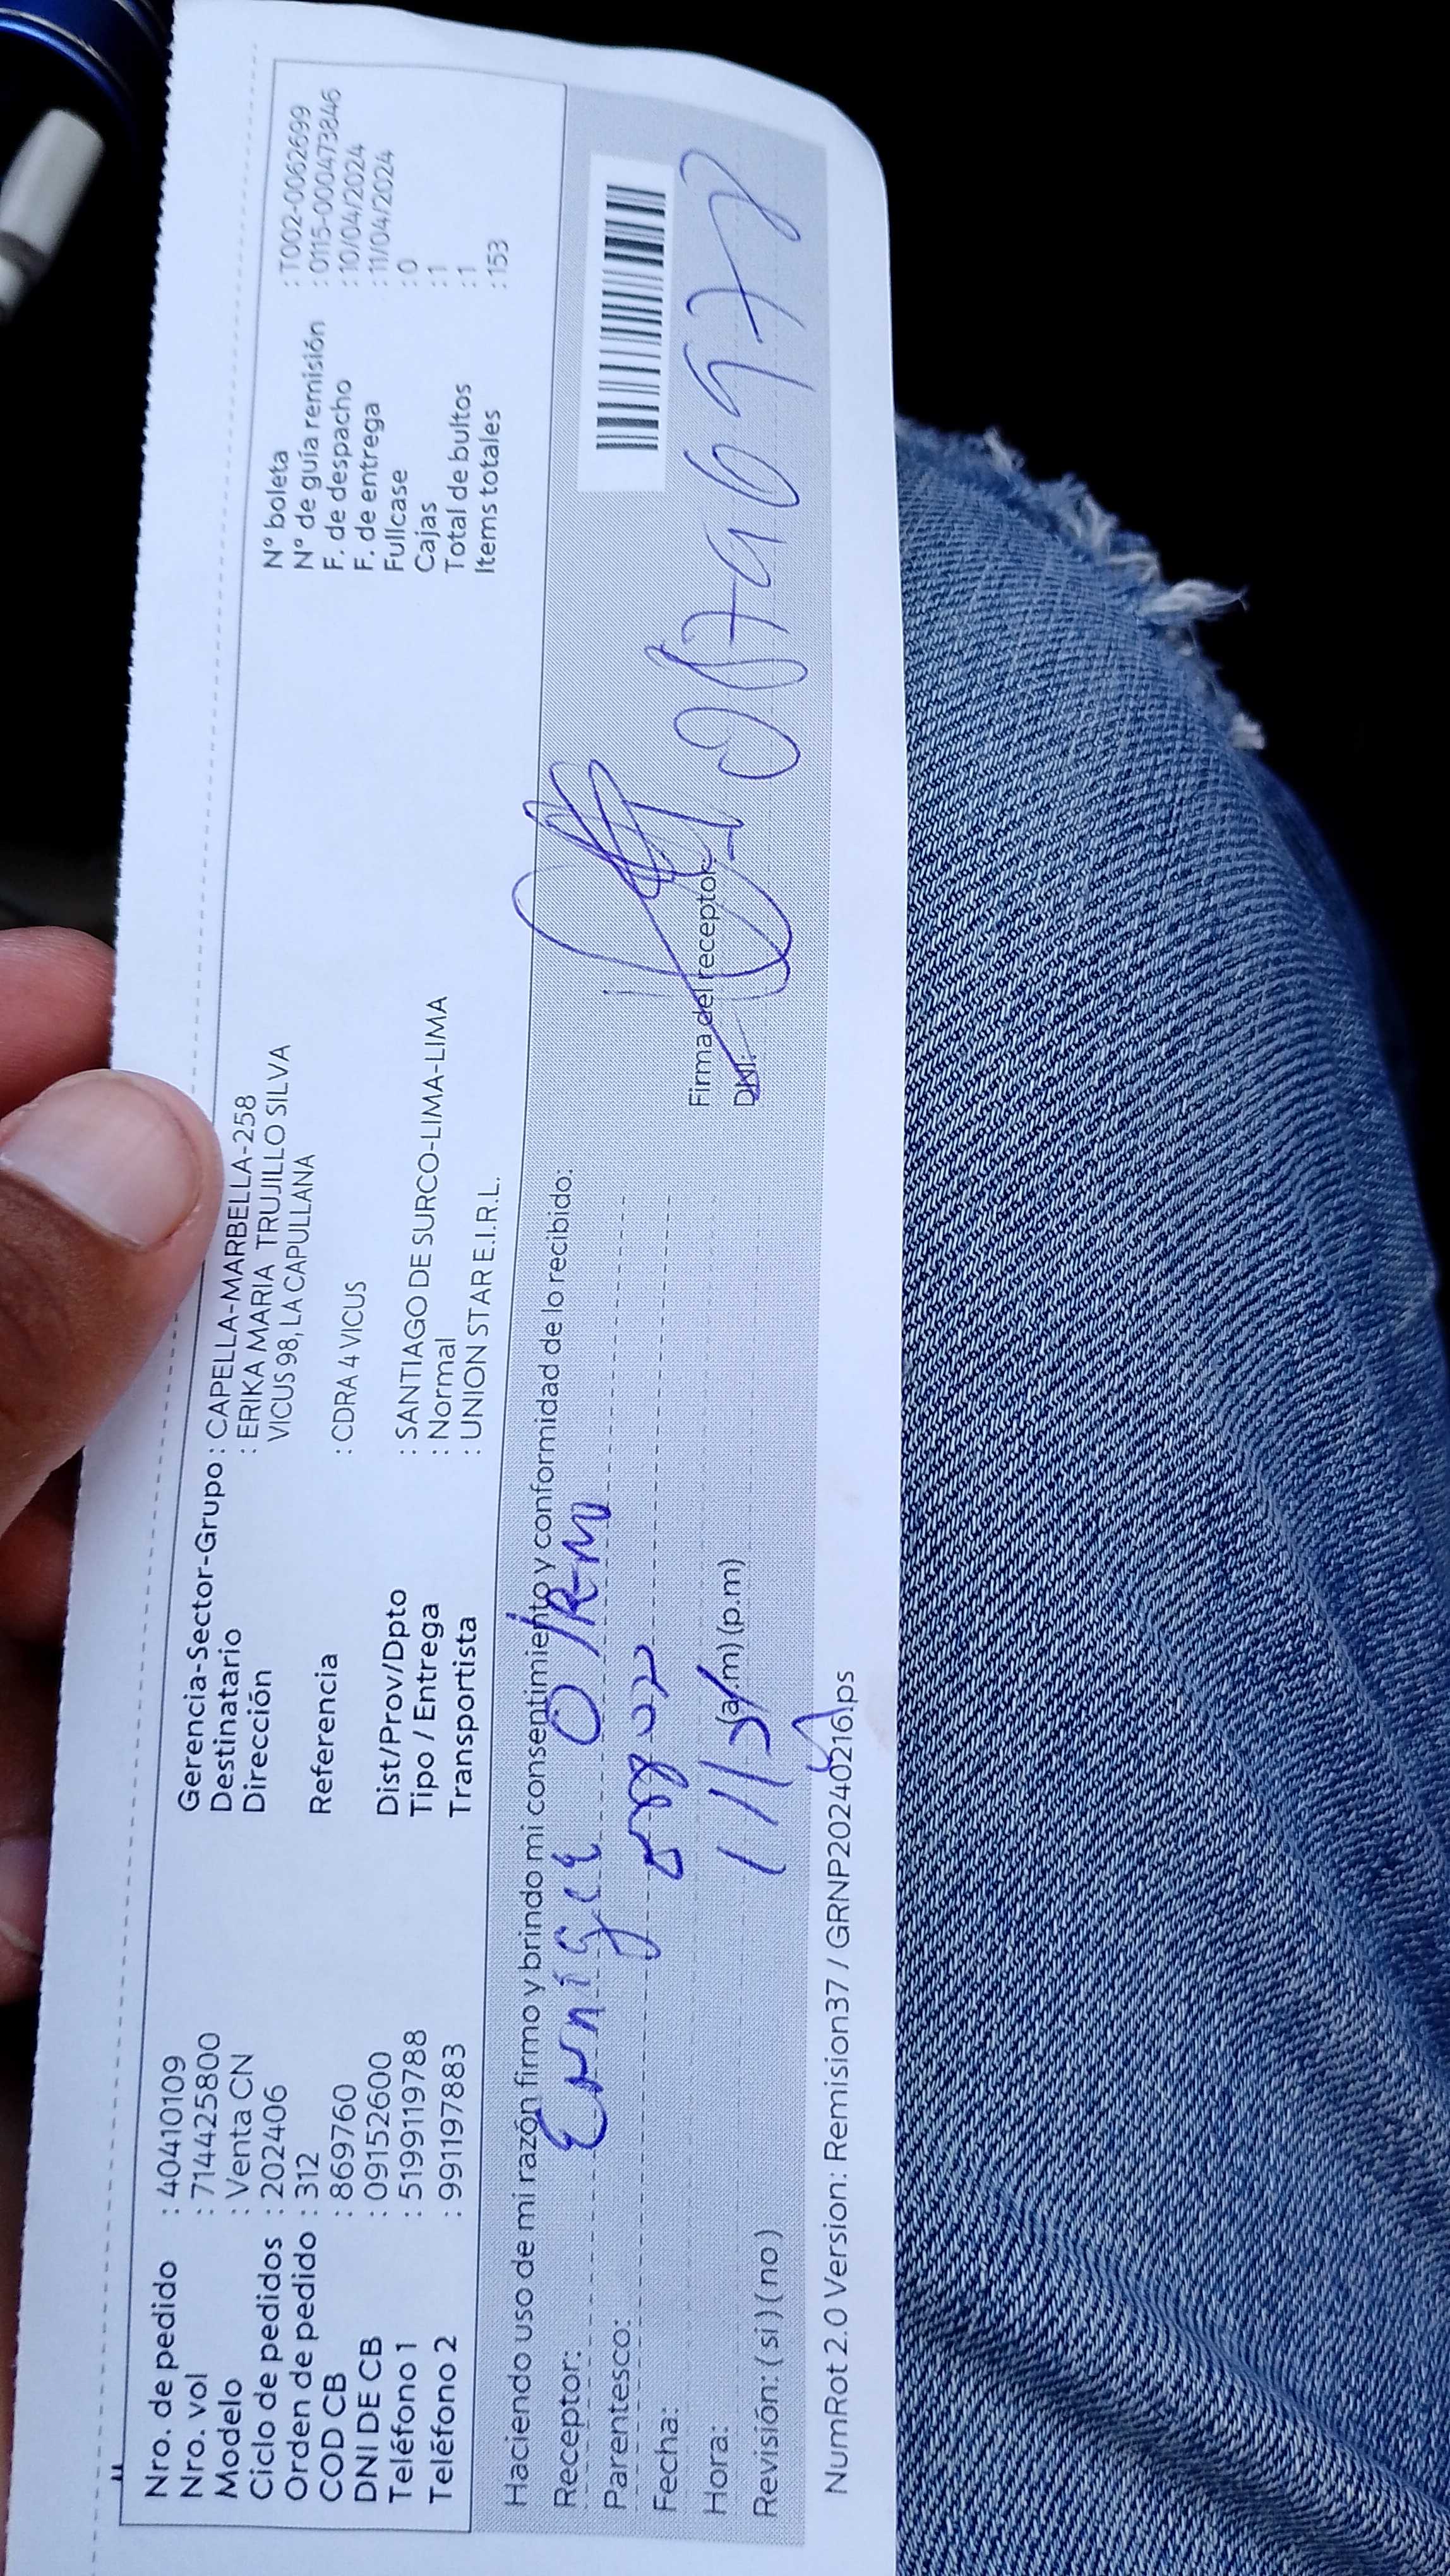 Nro. de pedido : 40410109
Nro. vol : 714425800
Modelo : Venta CN
Ciclo de pedidos : 202406
Orden de pedido : 312
COD CB : 869760
DNI DE CB : 09152600
Teléfono 1 : 5199119788
Teléfono 2 : 991197883
Gerencia-Sector-Grupo : CAPELLA-MARBELLA-258
Destinatario : ERIKA MARIA TRUJILLO SILVA
Dirección VICUS 98, LA CAPULLANA
Referencia : CDRA 4 VICUS
Dist/Prov/Dpto : SANTIAGO DE SURCO-LIMA-LIMA
Tipo / Entrega : Normal
Transportista : UNION STAR E.I.R.L.
N° boleta : T002-0062699
N° de guía remisión : 0115-000473846
F. de despacho : 10/04/2024
F. de entrega : 11/04/2024
Fullcase : 0
Cajas : 1
Total de bultos : 1
Items totales : 153
Haciendo uso de mi razón firmo y brindo mi consentimiento y conformidad de lo recibido:
Receptor:
Parentesco:
Fecha:
Hora: (a.m) (p.m)
Revisión: ( si ) ( no )
Firma del receptor:
DNI:
NumRot 2.0 Version: Remision37 / GRNP20240216.lps